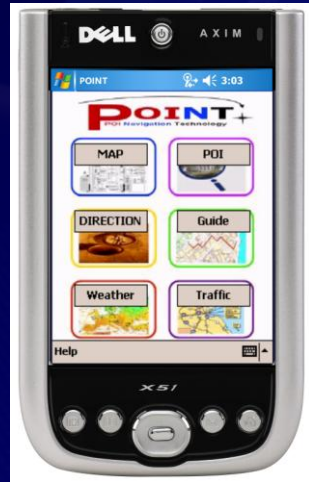 DELL AXIM
POINT 3:03
POINT
POI Navigation Technology
MAP POI
DIRECTION Guide
Weather Traffic
Help
X51